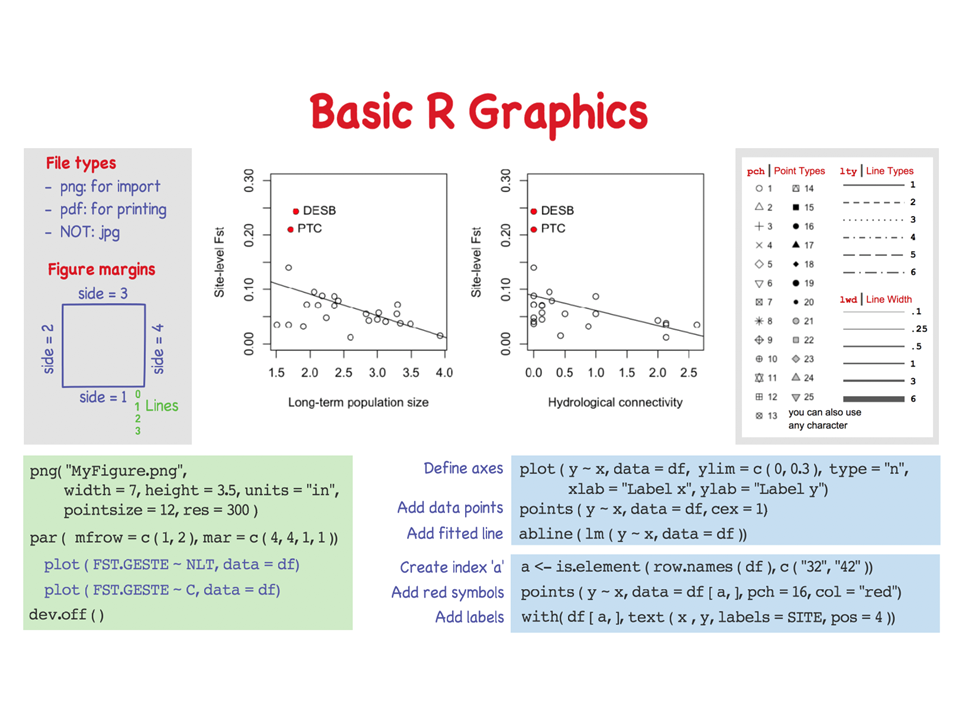 Basic R Graphics
File types
- png: for import
- pdf: for printing
- NOT: jpg
Figure margins
side = 3
side = 2
side = 4
side = 1
0
1
2
3
Lines
Site-level Fst
0.00
0.10
0.20
0.30
DESB
PTC
1.5 2.0 2.5 3.0 3.5 4.0
Long-term population size
Site-level Fst
0.00
0.10
0.20
0.30
DESB
PTC
0.0 0.5 1.0 1.5 2.0 2.5
Hydrological connectivity
pch | Point Types
1
2
3
4
5
6
7
8
9
10
11
12
13
14
15
16
17
18
19
20
21
22
23
24
25
you can also use
any character
lty | Line Types
1
2
3
4
5
6
lwd | Line Width
.1
.25
.5
1
3
6
png( "MyFigure.png",
width = 7, height = 3.5, units = "in",
pointsize = 12, res = 300 )
par( mfrow = c( 1, 2 ), mar = c( 4, 4, 1, 1 ))
plot( FST.GESTE ~ NLT, data = df)
plot( FST.GESTE ~ C, data = df)
dev.off()
Define axes
plot( y ~ x, data = df, ylim = c( 0, 0.3 ), type = "n",
xlab = "Label x", ylab = "Label y")
Add data points
points( y ~ x, data = df, cex = 1)
Add fitted line
abline( lm( y ~ x, data = df ))
Create index 'a'
a <- is.element( row.names( df ), c( "32", "42" ))
Add red symbols
points( y ~ x, data = df[ a, ], pch = 16, col = "red")
Add labels
with( df[ a, ], text( x , y, labels = SITE, pos = 4 ))